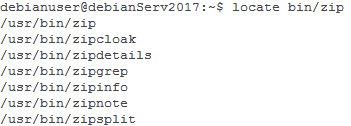 debianuser@debianServ2017:~$ locate bin/zip
/usr/bin/zip
/usr/bin/zipcloak
/usr/bin/zipdetails
/usr/bin/zipgrep
/usr/bin/zipinfo
/usr/bin/zipnote
/usr/bin/zipsplit